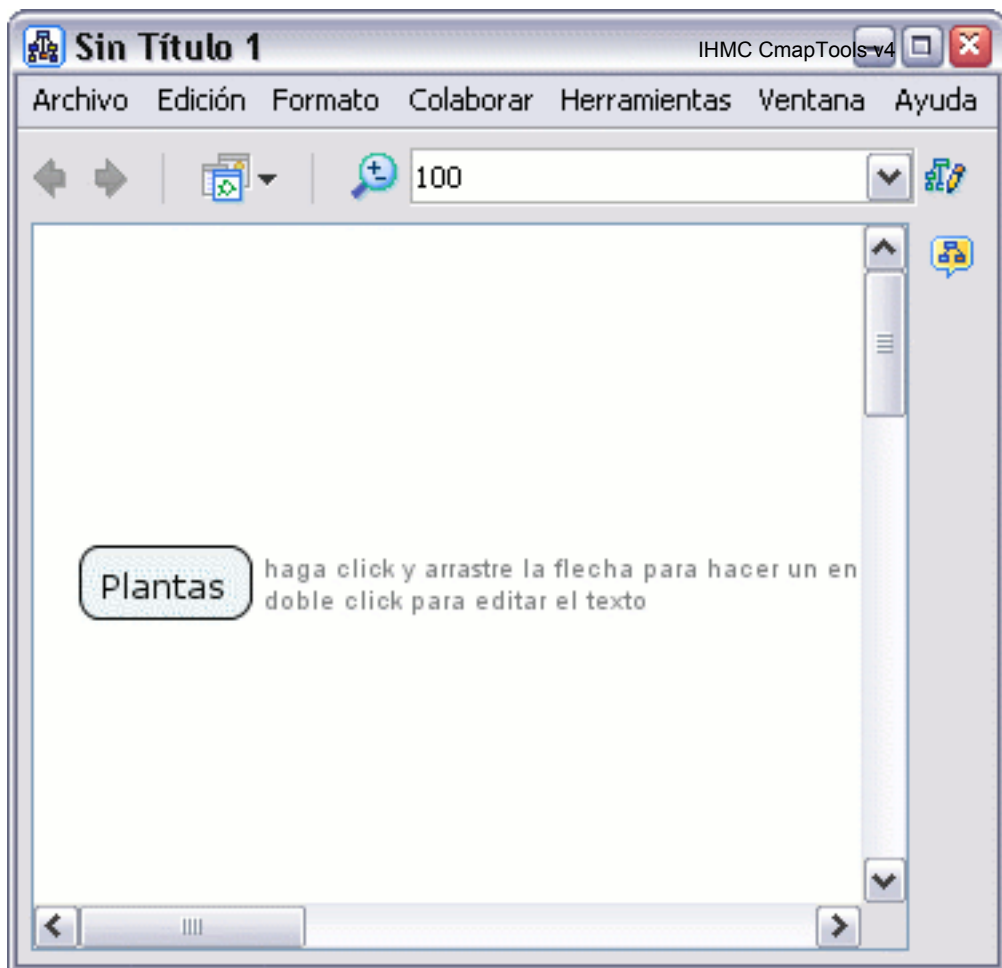 Sin Título 1
IHMC CmapTools v4
Archivo Edición Formato Colaborar Herramientas Ventana Ayuda
100
Plantas
haga click y arrastre la flecha para hacer un en
doble click para editar el texto